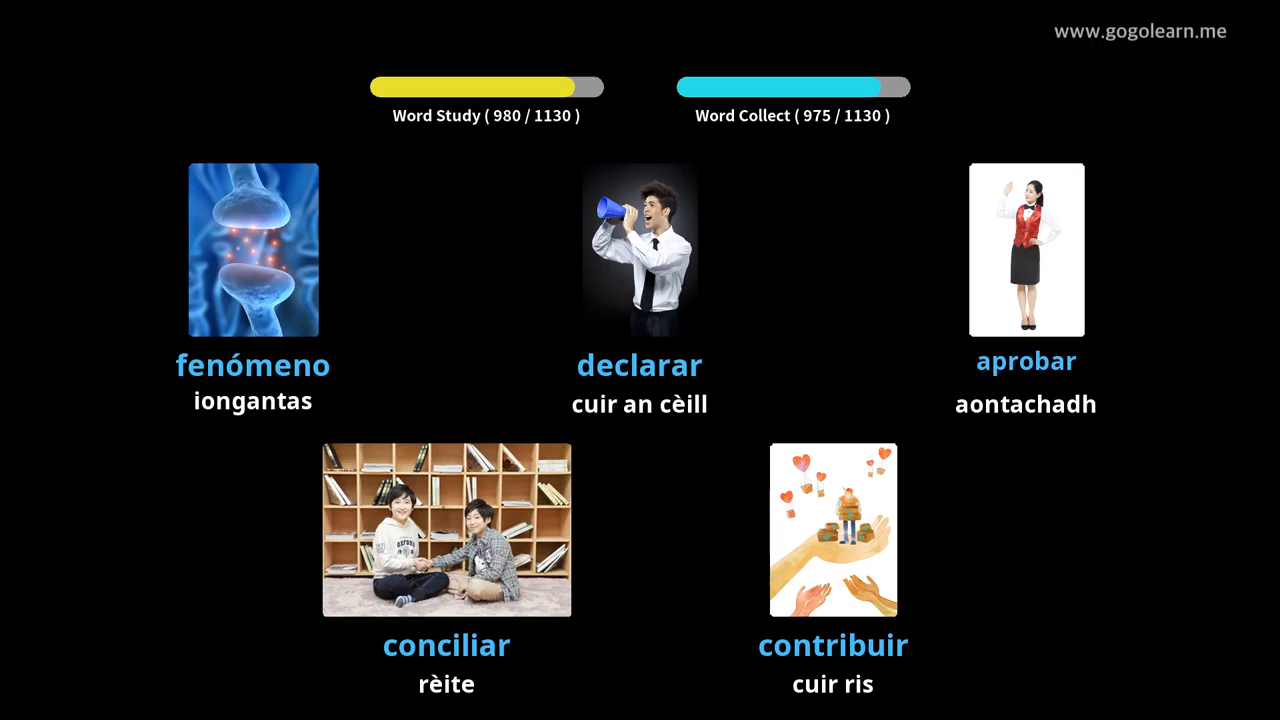 www.gogolearn.me
Word Study ( 980 / 1130 )
Word Collect ( 975 / 1130 )
fenómeno
iongantas
declarar
cuir an cèill
aprobar
aontachadh
conciliar
rèite
contribuir
cuir ris